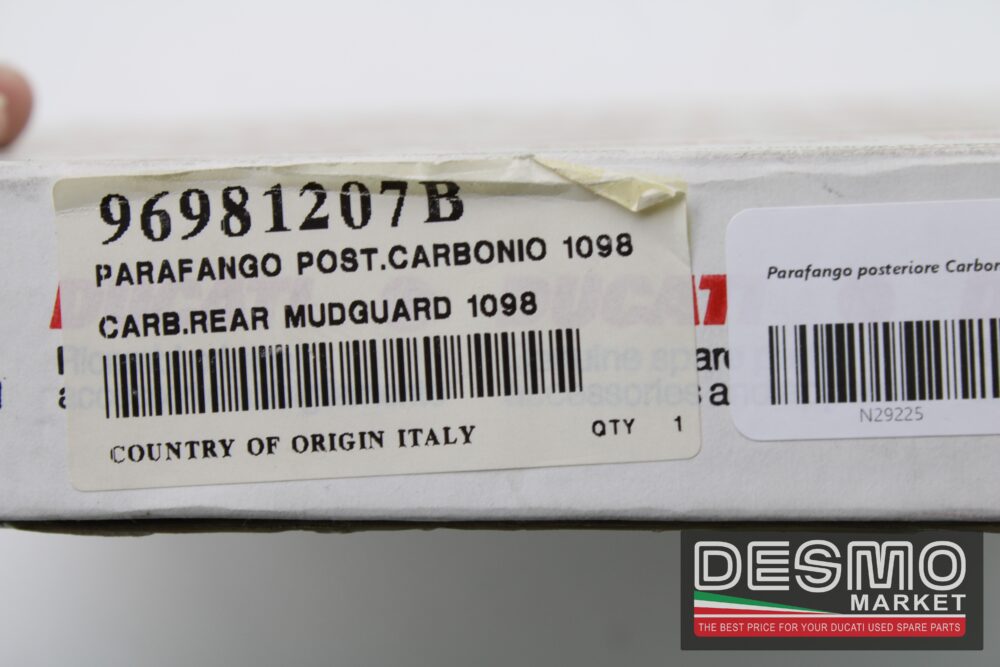 96981207B
PARAFANGO POST.CARBONIO 1098
CARB.REAR MUDGUARD 1098
COUNTRY OF ORIGIN ITALY
QTY 1
Parafango posteriore Carbon
N29225
DESMO
MARKET
THE BEST PRICE FOR YOUR DUCATI USED SPARE PARTS